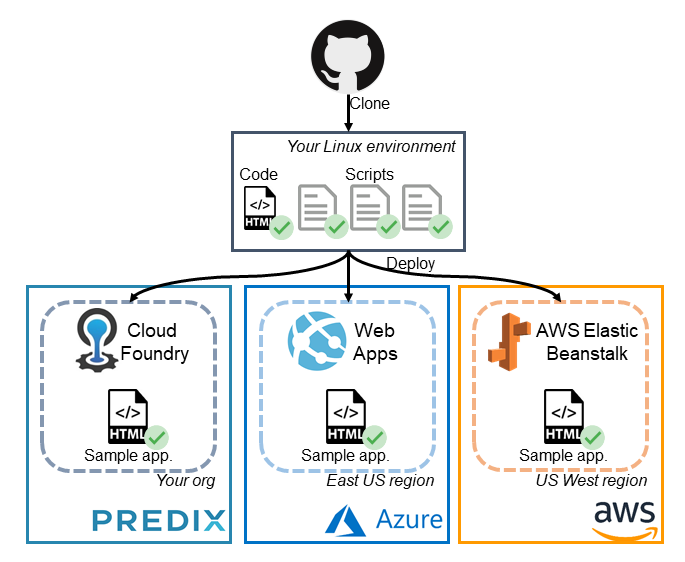 Clone
Your Linux environment
Code
Scripts
</>
HTML
Deploy
Cloud
Foundry
</>
HTML
Sample app.
Your org
PREDIX
Web
Apps
</>
HTML
Sample app.
East US region
Azure
AWS Elastic
Beanstalk
</>
HTML
Sample app.
US West region
aws